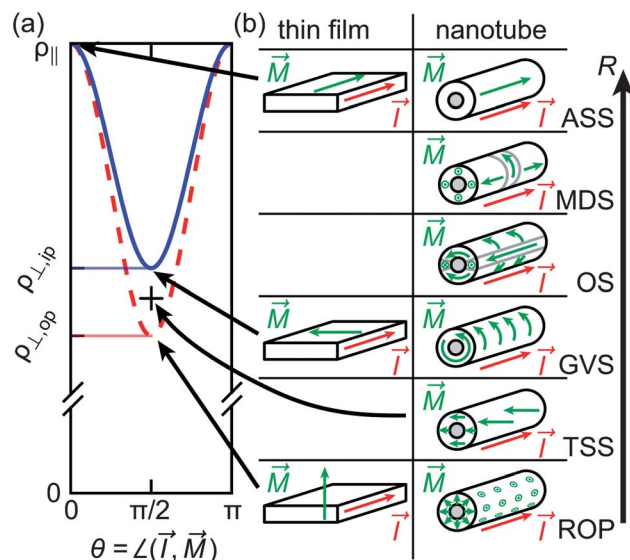 (a)
(b)
thin film
nanotube
ρ||
ρ⊥,ip
ρ⊥,op
0
0
π/2
π
θ = ∠(I⃗, M⃗)
M⃗
I⃗
M⃗
I⃗
ASS
R
M⃗
I⃗
MDS
M⃗
I⃗
OS
M⃗
I⃗
M⃗
I⃗
GVS
M⃗
I⃗
TSS
M⃗
I⃗
M⃗
I⃗
ROP